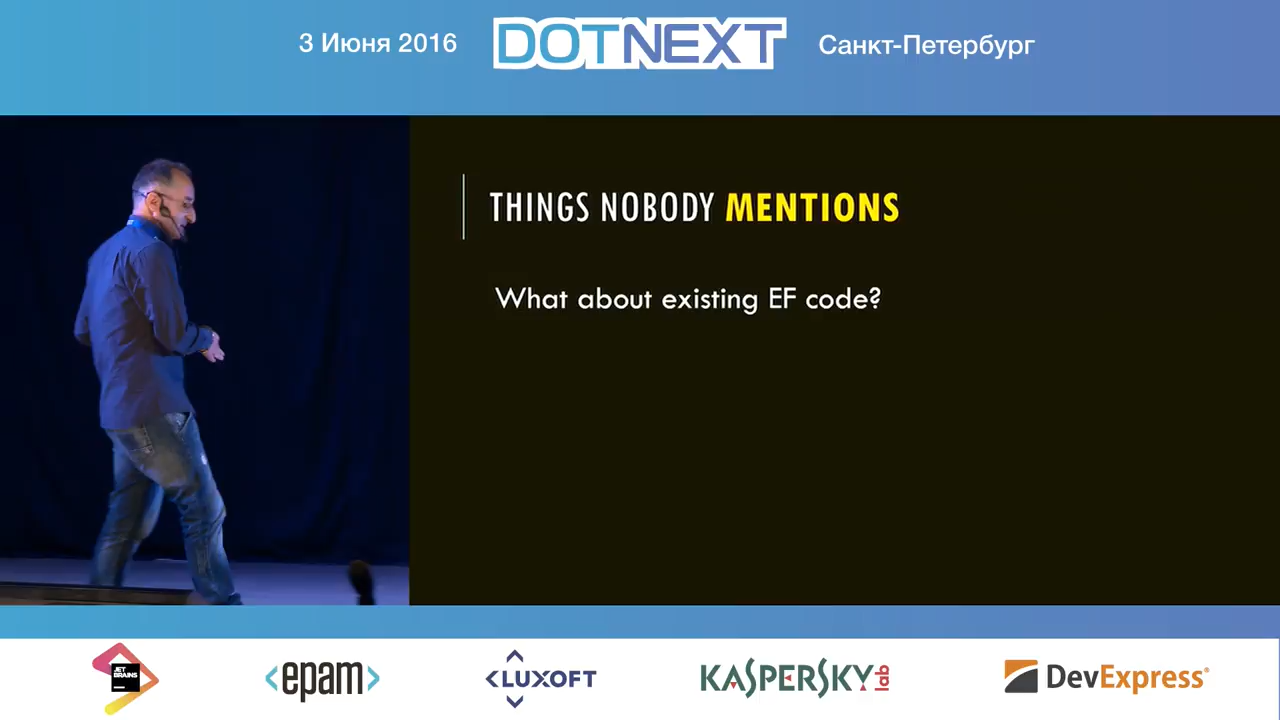 3 Июня 2016
DOTNEXT
Санкт-Петербург
THINGS NOBODY MENTIONS
What about existing EF code?
JET
BRAINS
<epam>
<LUXOFT
KASPERSKY lab
DevExpress®